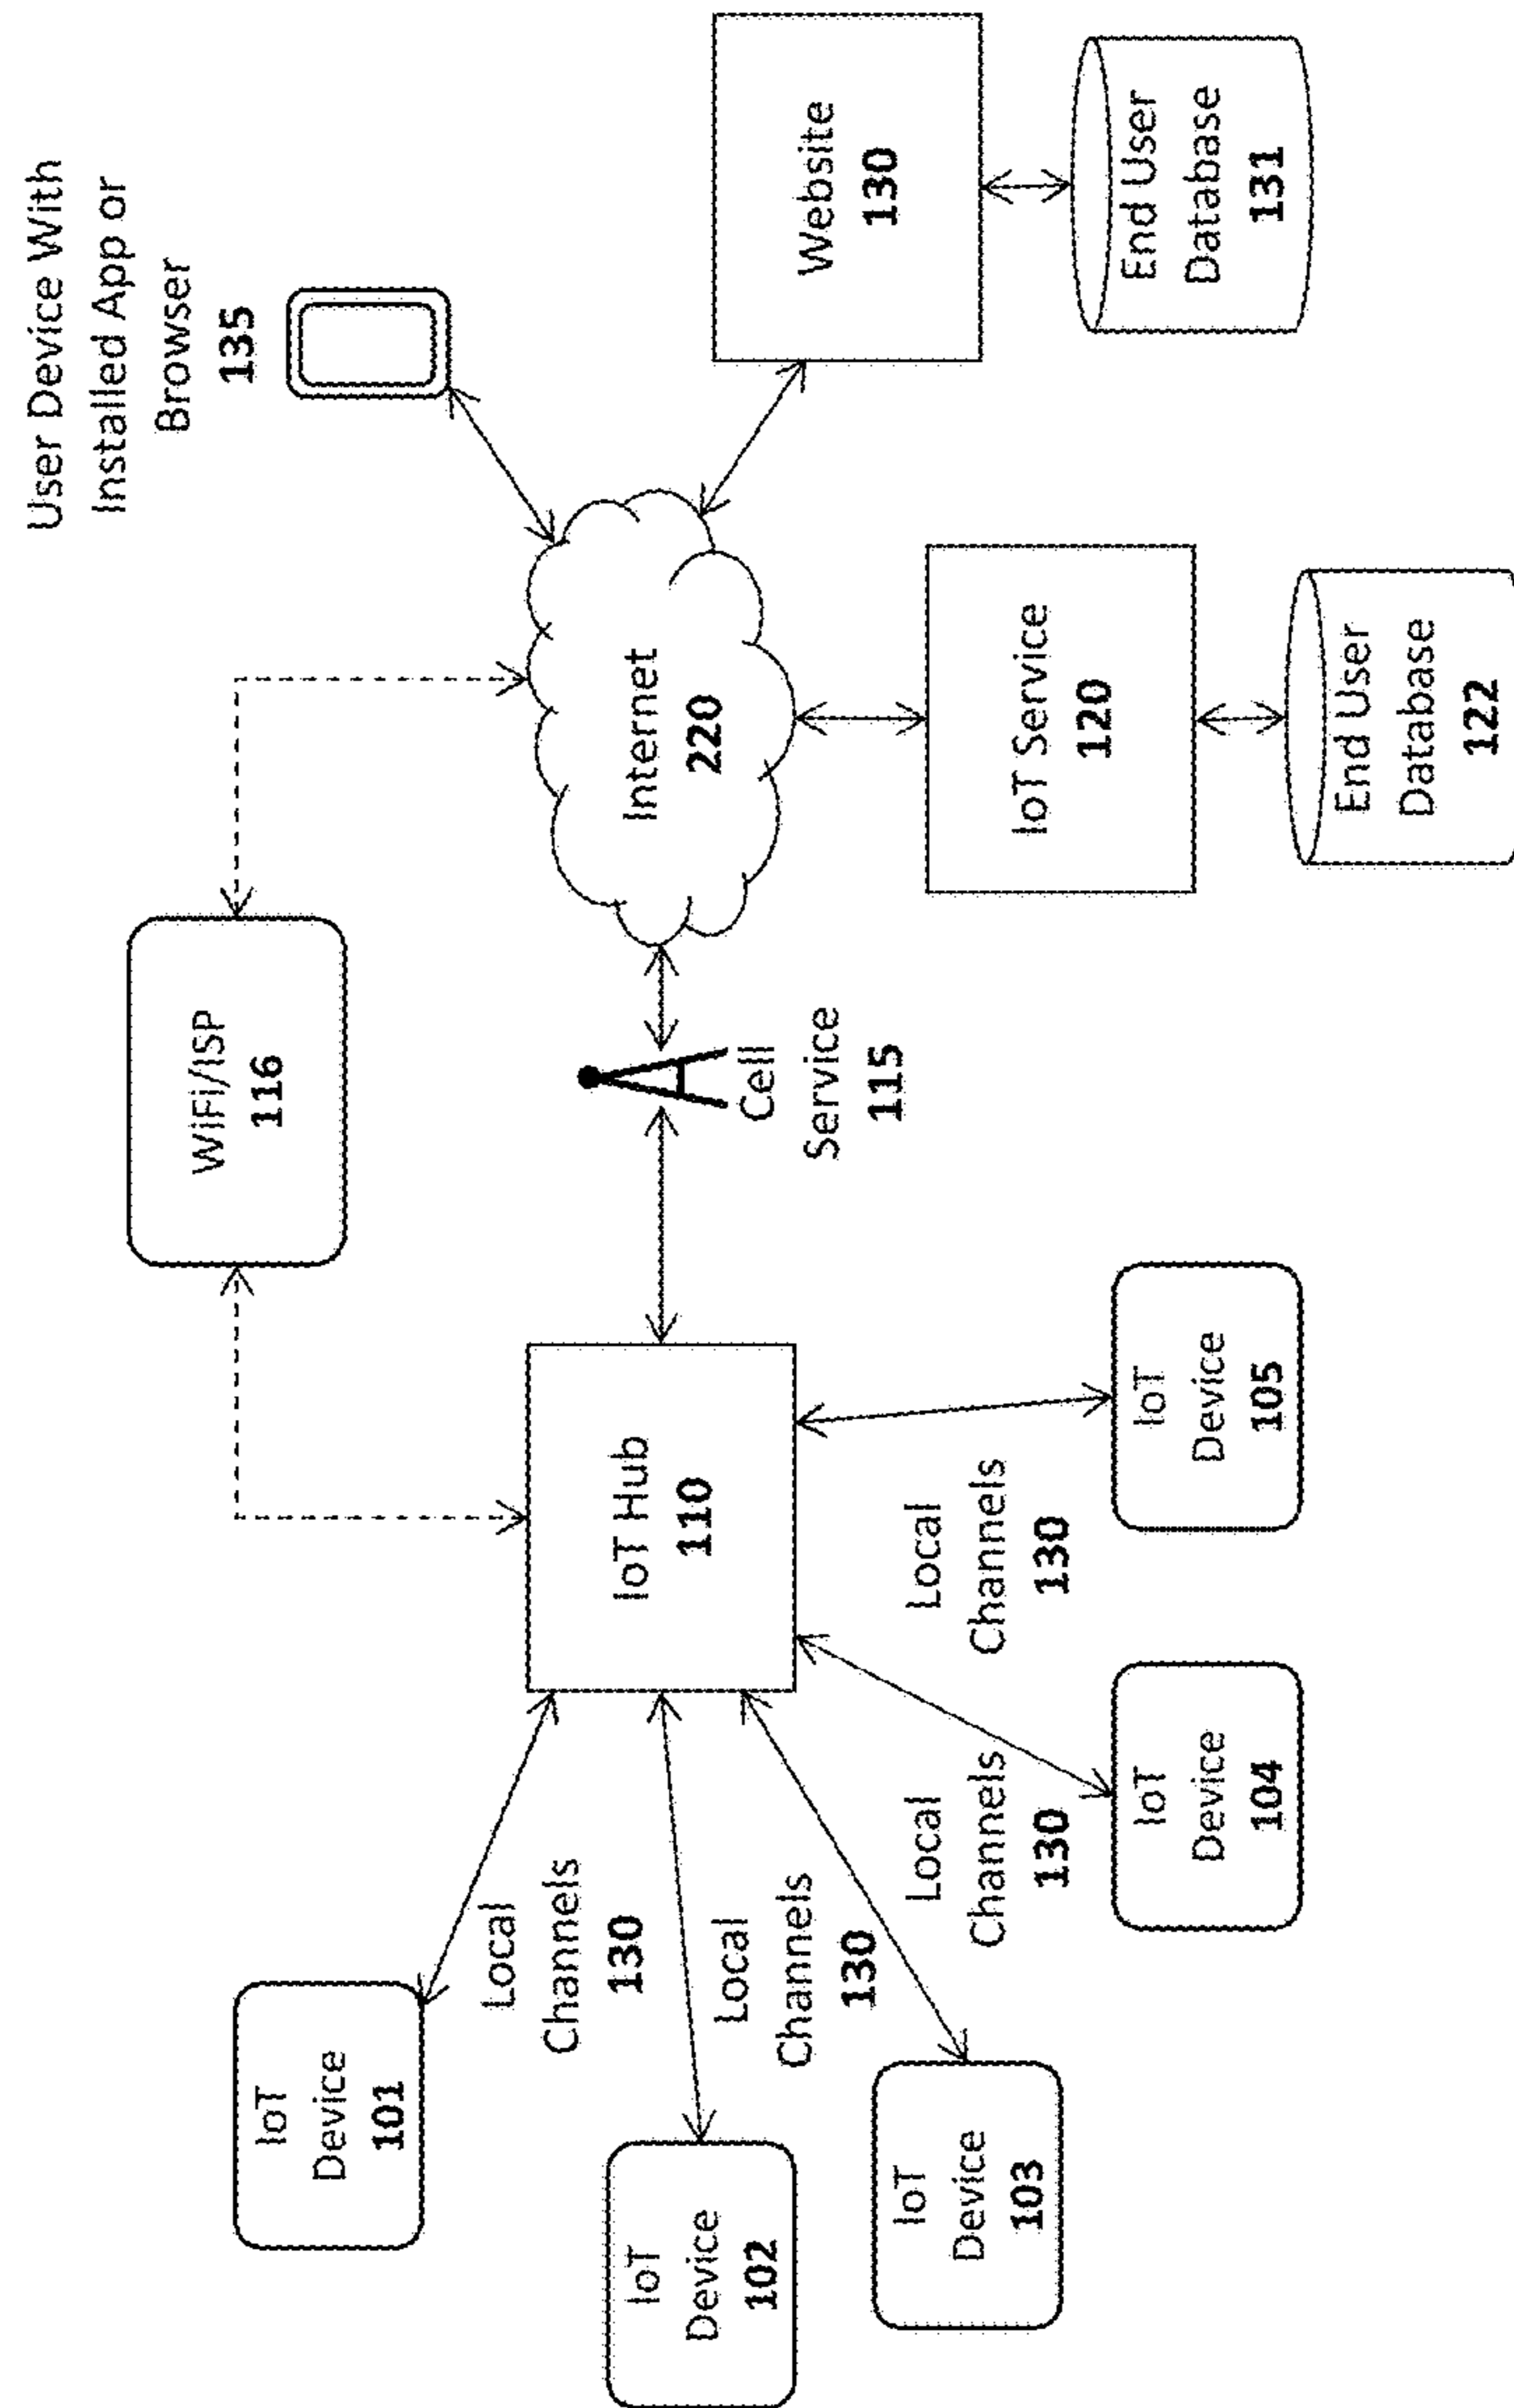 User Device With
Installed App or
Browser
135
WiFi/ISP
116
IoT
Device
101
Local
Channels
130
IoT Hub
110
Cell
Service
115
Internet
220
Website
130
End User
Database
131
IoT
Device
102
Local
Channels
130
IoT
Device
103
Local
Channels
130
IoT
Device
104
Local
Channels
130
IoT
Device
105
IoT Service
120
End User
Database
122